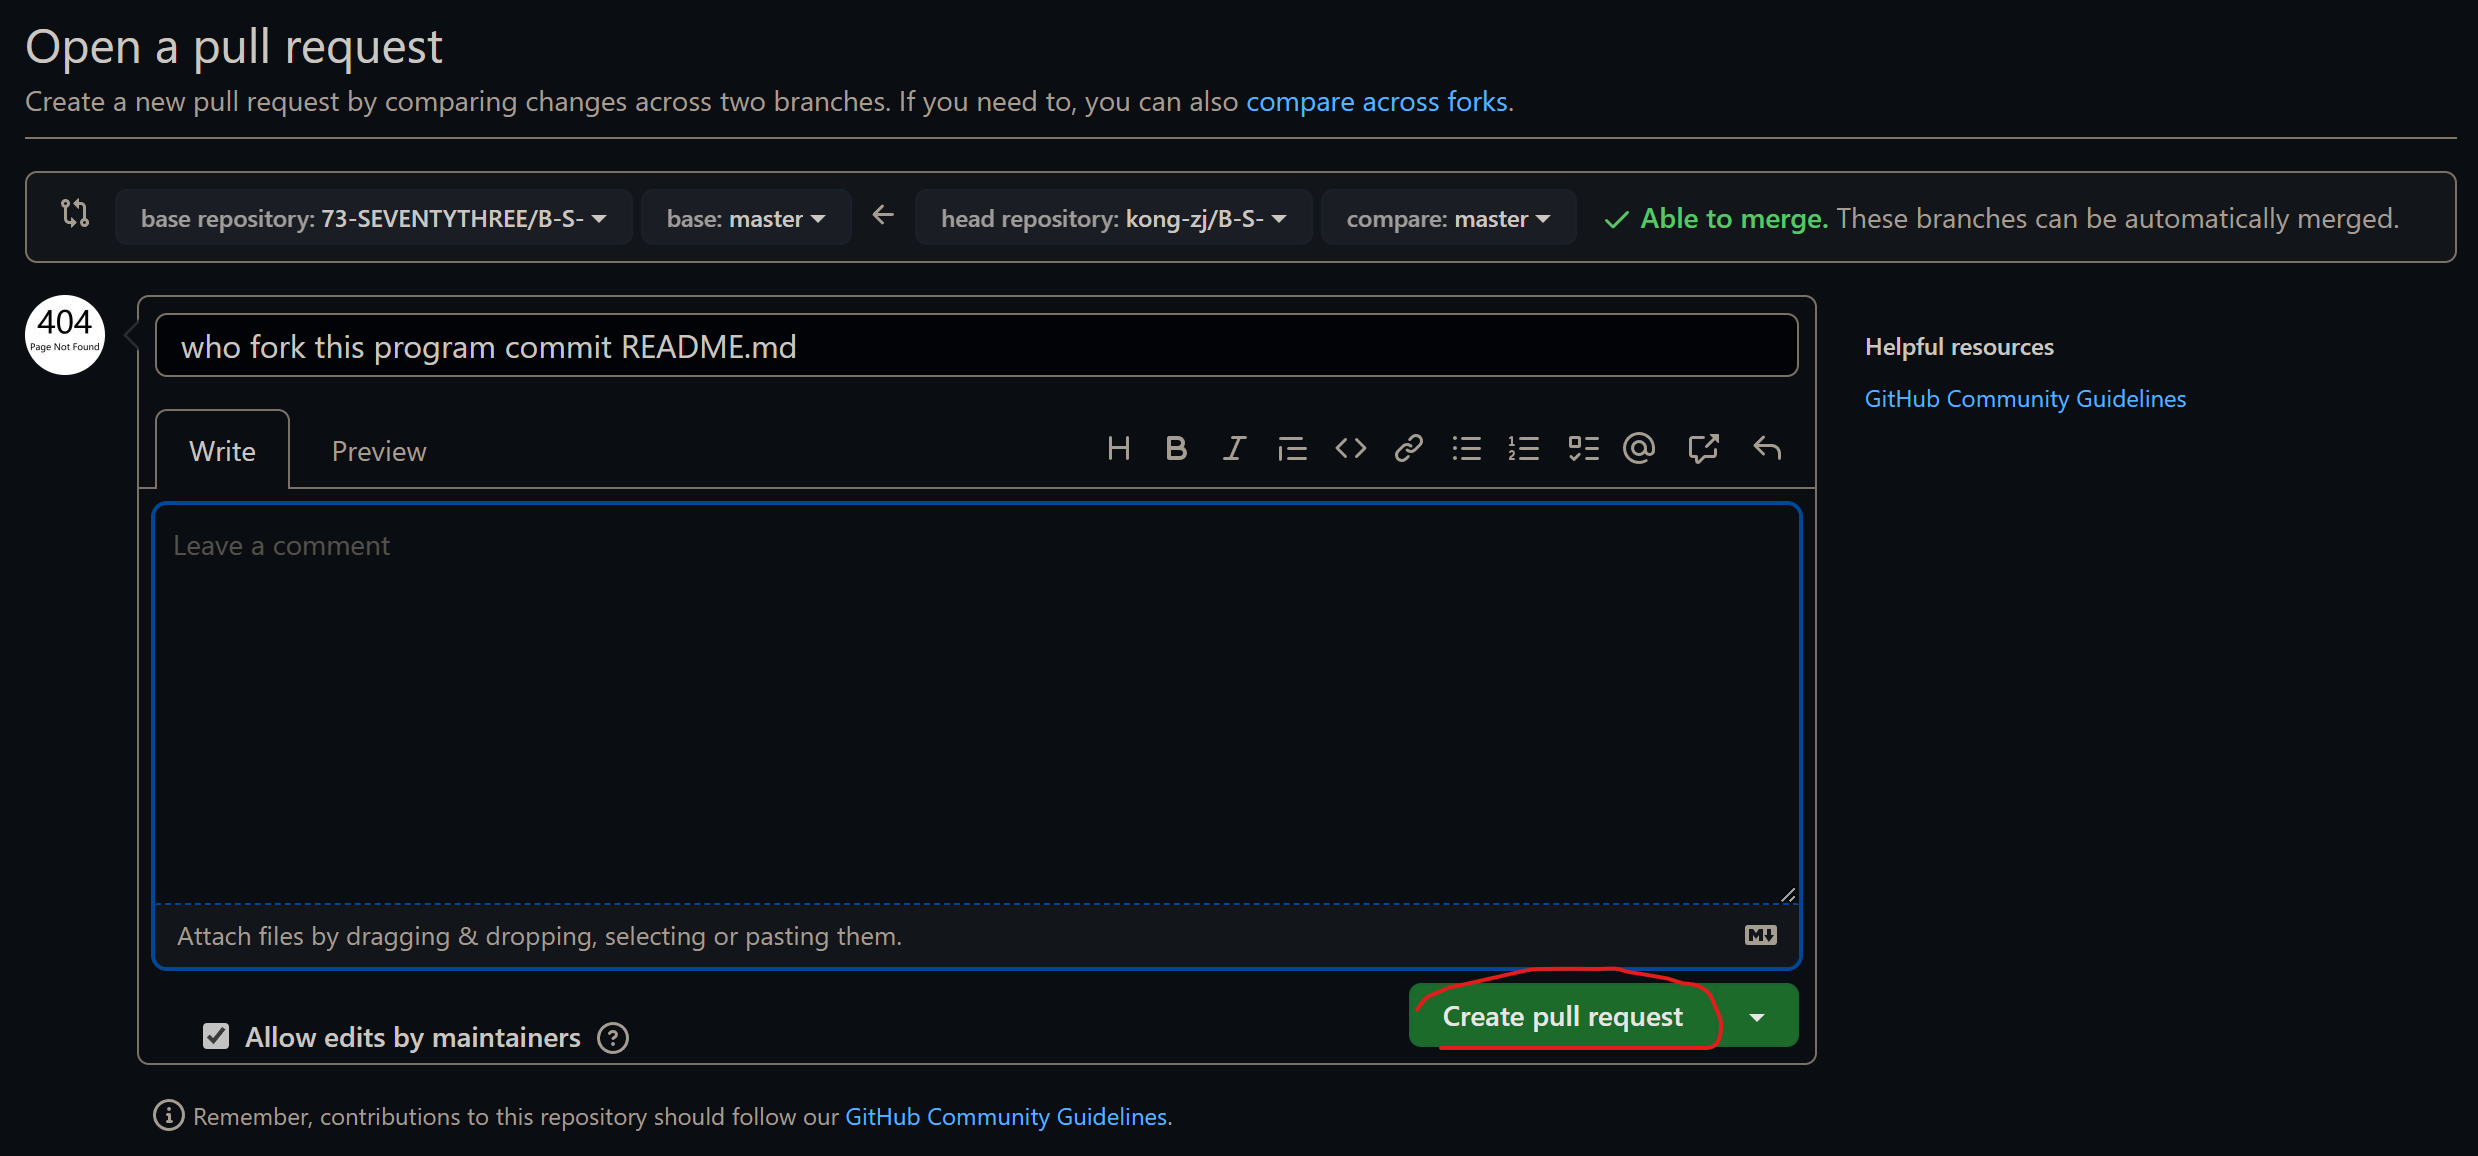 Open a pull request
Create a new pull request by comparing changes across two branches. If you need to, you can also compare across forks.
base repository: 73-SEVENTYTHREE/B-S- base: master head repository: kong-zj/B-S- compare: master Able to merge. These branches can be automatically merged.
404
Page Not Found
who fork this program commit README.md
Helpful resources
GitHub Community Guidelines
Write Preview
Leave a comment
Attach files by dragging & dropping, selecting or pasting them.
Create pull request
Allow edits by maintainers
Remember, contributions to this repository should follow our GitHub Community Guidelines.